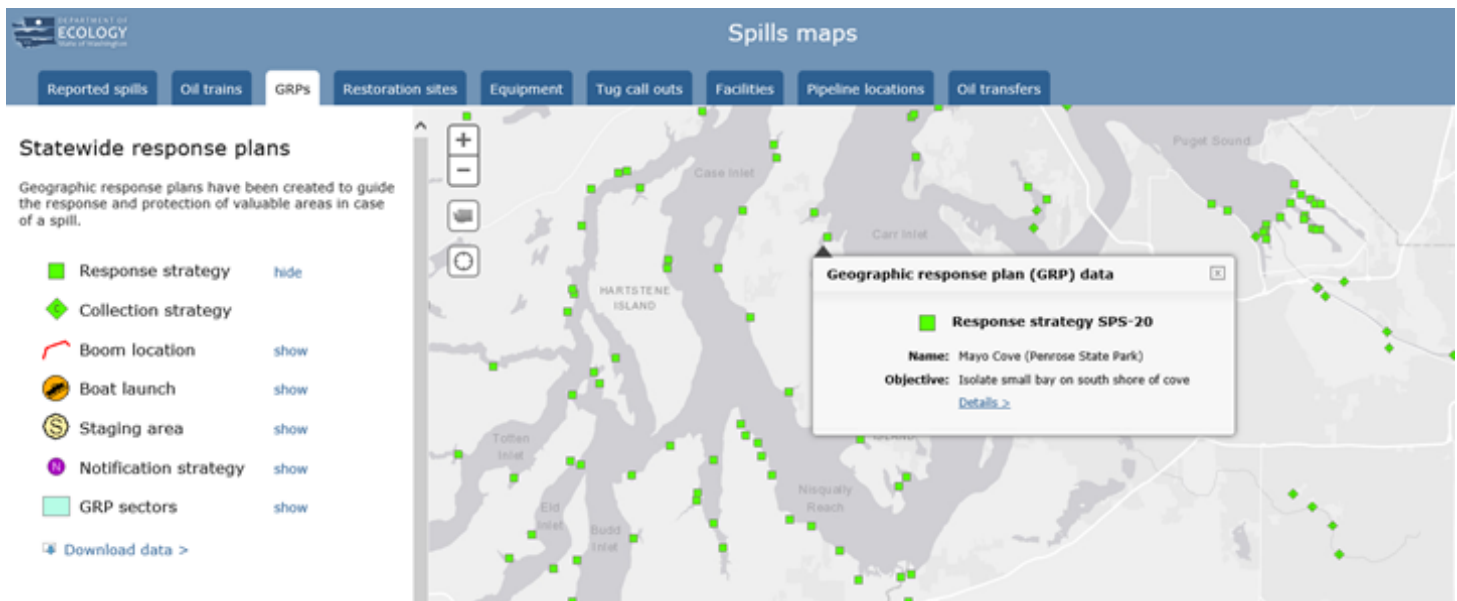 DEPARTMENT OF
ECOLOGY
State of Washington
Spills maps
Reported spills
Oil trains
GRPs
Restoration sites
Equipment
Tug call outs
Facilities
Pipeline locations
Oil transfers
Statewide response plans
Geographic response plans have been created to guide
the response and protection of valuable areas in case
of a spill.
Response strategy hide
C
Collection strategy
Boom location show
Boat launch show
S
Staging area show
N
Notification strategy show
GRP sectors show
Download data >
+
−
Puget Sound
Case Inlet
Carr Inlet
HARTSTENE
ISLAND
Geographic response plan (GRP) data
x
Response strategy SPS-20
Name: Mayo Cove (Penrose State Park)
Objective: Isolate small bay on south shore of cove
Details >
ISLAND
Totten
Inlet
Nisqually
Reach
Eld
Inlet
Budd
Inlet